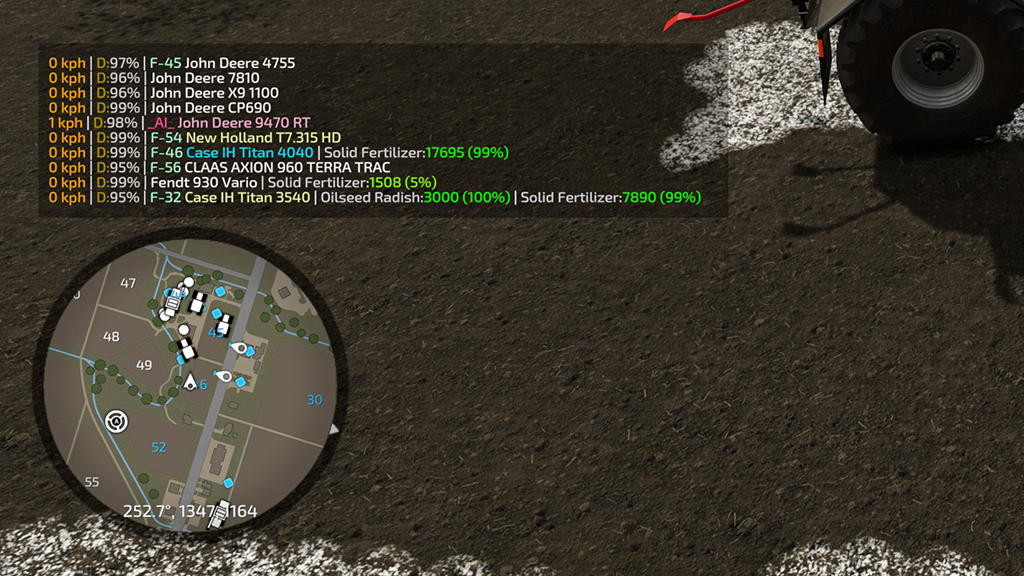 0 kph | D:97% | F-45 John Deere 4755
0 kph | D:96% | John Deere 7810
0 kph | D:96% | John Deere X9 1100
0 kph | D:99% | John Deere CP690
1 kph | D:98% | _AI_ John Deere 9470 RT
0 kph | D:99% | F-54 New Holland T7.315 HD
0 kph | D:99% | F-46 Case IH Titan 4040 | Solid Fertilizer:17695 (99%)
0 kph | D:95% | F-56 CLAAS AXION 960 TERRA TRAC
0 kph | D:99% | Fendt 930 Vario | Solid Fertilizer:1508 (5%)
0 kph | D:95% | F-32 Case IH Titan 3540 | Oilseed Radish:3000 (100%) | Solid Fertilizer:7890 (99%)
47
48
49
30
52
55
252.7°, 1347
1164